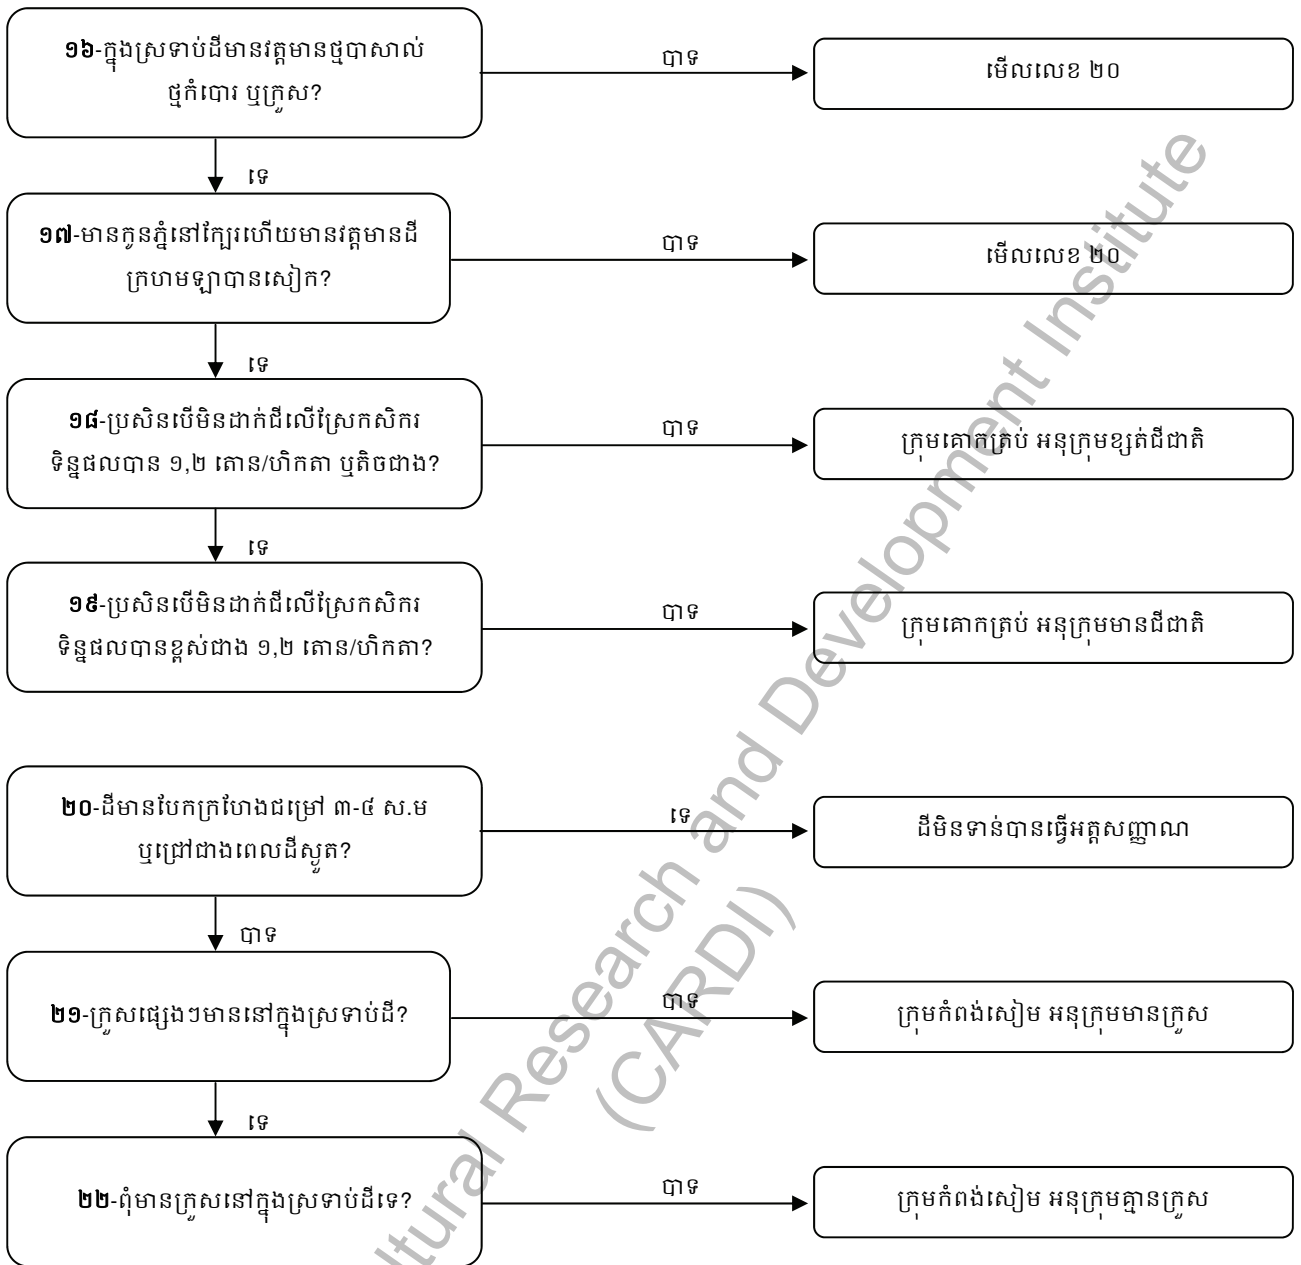 ១៦-ក្នុងស្រទាប់ដីមានវត្តមានថ្មបាសាល់
ថ្មកំបោរ ឬក្រួស?
បាទ
មើលលេខ ២០
ទេ
១៧-មានកូនភ្នំនៅក្បែរហើយមានវត្តមានដី
ក្រហមឡាបានសៀក?
បាទ
មើលលេខ ២០
ទេ
១៨-ប្រសិនបើមិនដាក់ជីលើស្រែកសិករ
ទិន្នផលបាន ១,២ តោន/ហិកតា ឬតិចជាង?
បាទ
ក្រុមគោកត្រប់ អនុក្រុមខ្សត់ជីជាតិ
ទេ
១៩-ប្រសិនបើមិនដាក់ជីលើស្រែកសិករ
ទិន្នផលបានខ្ពស់ជាង ១,២ តោន/ហិកតា?
បាទ
ក្រុមគោកត្រប់ អនុក្រុមមានជីជាតិ
២០-ដីមានបែកក្រហែងជម្រៅ ៣-៤ ស.ម
ឬជ្រៅជាងពេលដីស្ងួត?
ទេ
ដីមិនទាន់បានធ្វើអត្តសញ្ញាណ
បាទ
២១-ក្រួសផ្សេងៗមាននៅក្នុងស្រទាប់ដី?
បាទ
ក្រុមកំពង់សៀម អនុក្រុមមានក្រួស
ទេ
២២-ពុំមានក្រួសនៅក្នុងស្រទាប់ដីទេ?
បាទ
ក្រុមកំពង់សៀម អនុក្រុមគ្មានក្រួស
ltural Research and Development Institute
(CARDI)